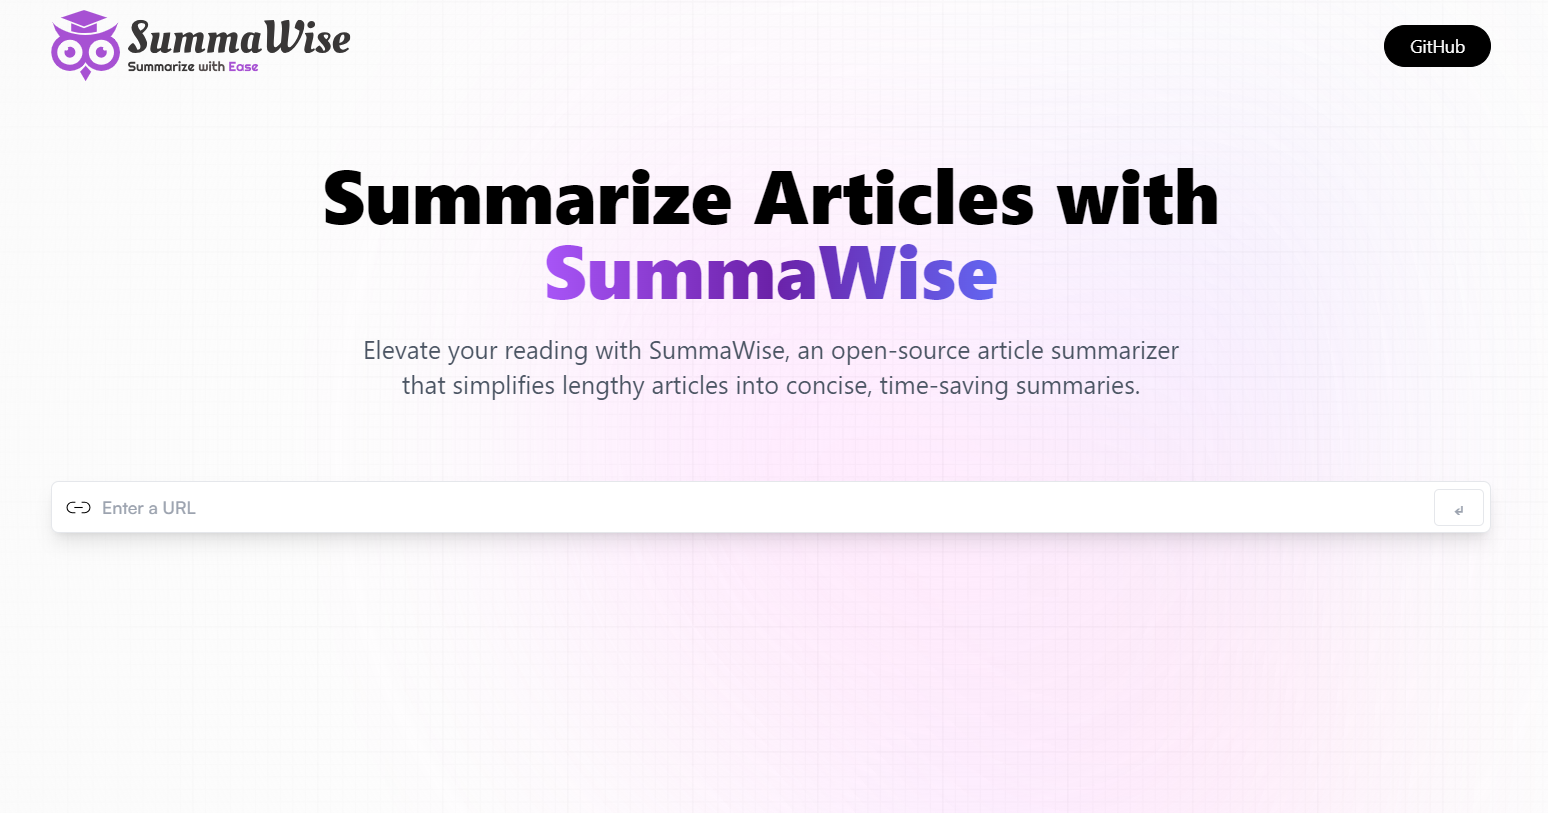 SummaWise
Summarize with Ease
GitHub
Summarize Articles with
SummaWise
Elevate your reading with SummaWise, an open-source article summarizer
that simplifies lengthy articles into concise, time-saving summaries.
Enter a URL
↵